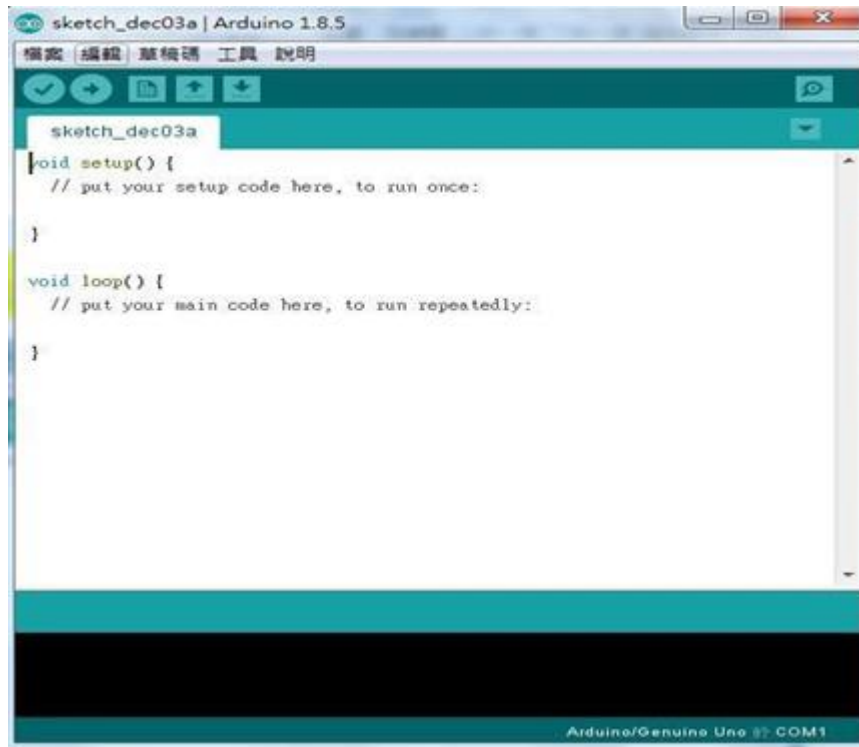 sketch_dec03a | Arduino 1.8.5
檔案 編輯 草稿碼 工具 說明
sketch_dec03a
void setup() {
// put your setup code here, to run once:
}
void loop() {
// put your main code here, to run repeatedly:
}
Arduino/Genuino Uno 於 COM1